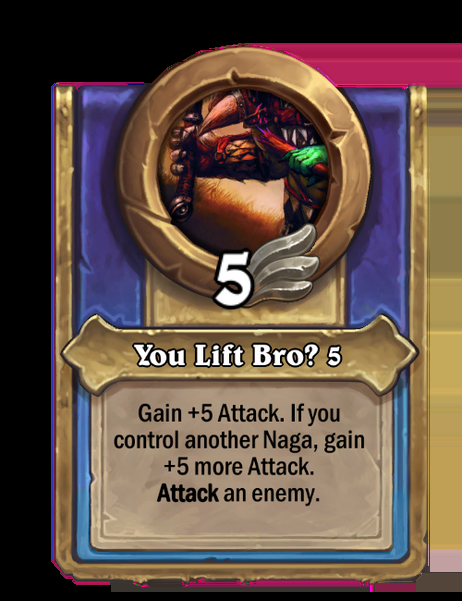 5
You Lift Bro? 5
Gain +5 Attack. If you
control another Naga, gain
+5 more Attack.
Attack an enemy.